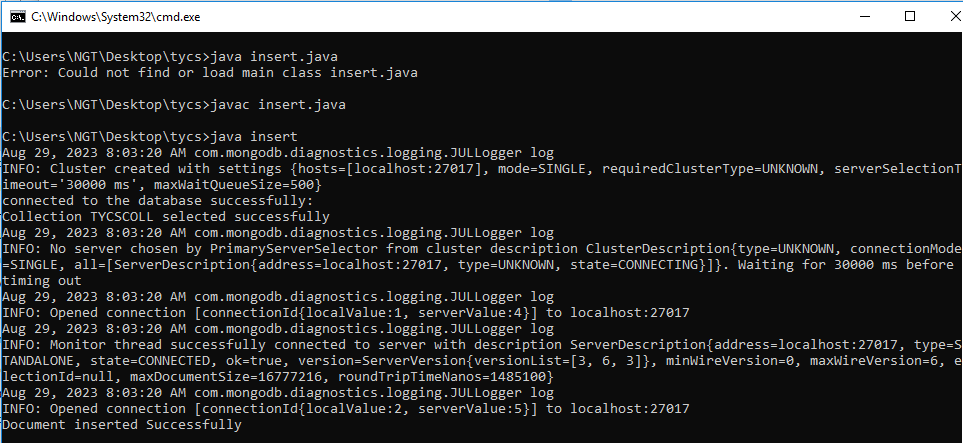 C:\Windows\System32\cmd.exe
C:\Users\NGT\Desktop\tycs>java insert.java
Error: Could not find or load main class insert.java
C:\Users\NGT\Desktop\tycs>javac insert.java
C:\Users\NGT\Desktop\tycs>java insert
Aug 29, 2023 8:03:20 AM com.mongodb.diagnostics.logging.JULLogger log
INFO: Cluster created with settings {hosts=[localhost:27017], mode=SINGLE, requiredClusterType=UNKNOWN, serverSelectionT
imeout='30000 ms', maxWaitQueueSize=500}
connected to the database successfully:
Collection TYCSCOLL selected successfully
Aug 29, 2023 8:03:20 AM com.mongodb.diagnostics.logging.JULLogger log
INFO: No server chosen by PrimaryServerSelector from cluster description ClusterDescription{type=UNKNOWN, connectionMode
=SINGLE, all=[ServerDescription{address=localhost:27017, type=UNKNOWN, state=CONNECTING}]}. Waiting for 30000 ms before
timing out
Aug 29, 2023 8:03:20 AM com.mongodb.diagnostics.logging.JULLogger log
INFO: Opened connection [connectionId{localValue:1, serverValue:4}] to localhost:27017
Aug 29, 2023 8:03:20 AM com.mongodb.diagnostics.logging.JULLogger log
INFO: Monitor thread successfully connected to server with description ServerDescription{address=localhost:27017, type=S
TANDALONE, state=CONNECTED, ok=true, version=ServerVersion{versionList=[3, 6, 3]}, minWireVersion=0, maxWireVersion=6, e
lectionId=null, maxDocumentSize=16777216, roundTripTimeNanos=1485100}
Aug 29, 2023 8:03:20 AM com.mongodb.diagnostics.logging.JULLogger log
INFO: Opened connection [connectionId{localValue:2, serverValue:5}] to localhost:27017
Document inserted Successfully